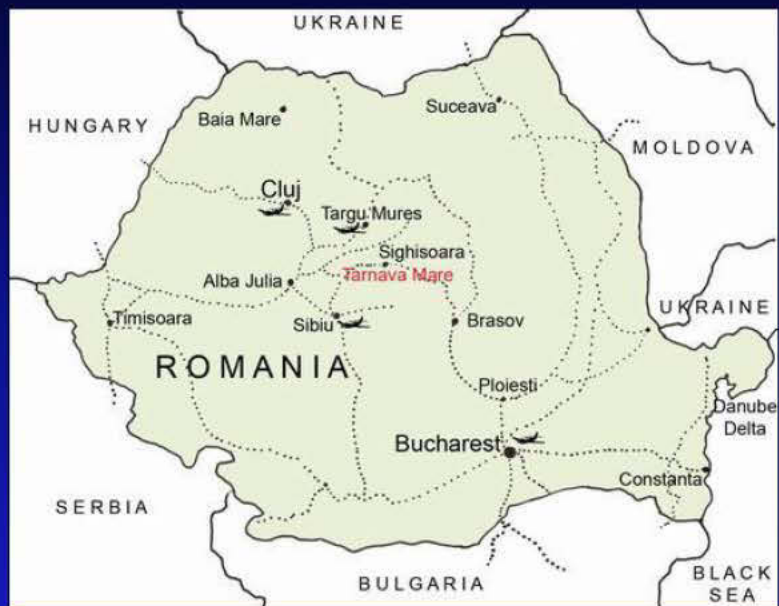 UKRAINE
Suceava
Baia Mare
HUNGARY
MOLDOVA
Cluj
Targu Mures
Sighisoara
Tarnava Mare
Alba Julia
UKRAINE
Timisoara
Sibiu
Brasov
ROMANIA
Ploiesti
Danube
Delta
Bucharest
Constanta
SERBIA
BLACK
SEA
BULGARIA